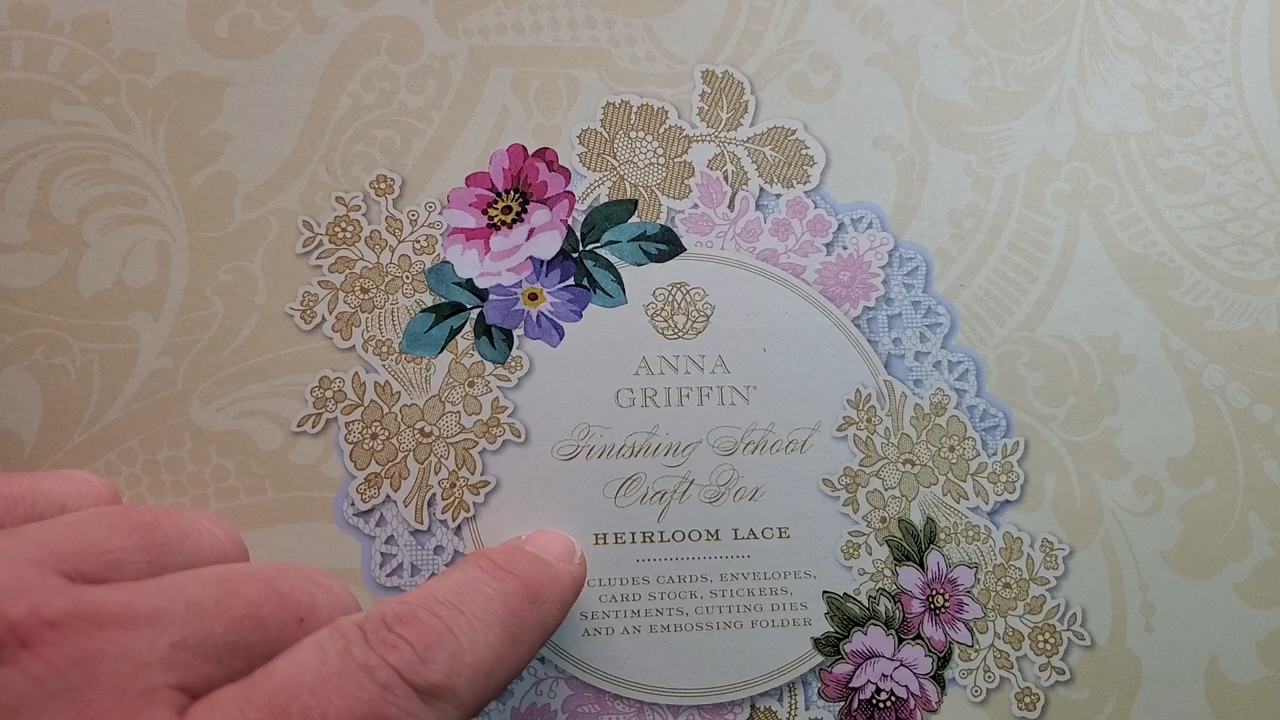 ANNA
GRIFFIN®
Finishing School
Craft Box
HEIRLOOM LACE
CLUDES CARDS, ENVELOPES,
CARD STOCK, STICKERS,
SENTIMENTS, CUTTING DIES
AND AN EMBOSSING FOLDER